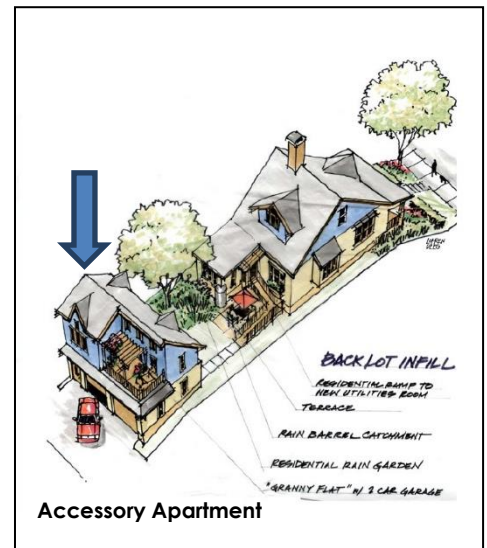 BACK LOT INFILL
RESIDENTIAL RAMP TO
NEW UTILITIES ROOM
TERRACE
RAIN BARREL CATCHMENT
RESIDENTIAL RAIN GARDEN
"GRANNY FLAT" W/ 2 CAR GARAGE
Accessory Apartment